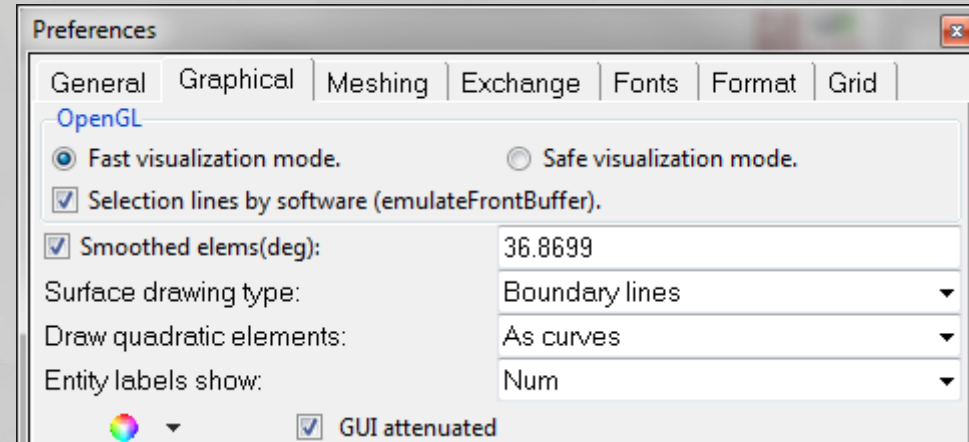 Preferences
General Graphical Meshing Exchange Fonts Format Grid
OpenGL
Fast visualization mode. Safe visualization mode.
Selection lines by software (emulateFrontBuffer).
Smoothed elems(deg): 36.8699
Surface drawing type: Boundary lines
Draw quadratic elements: As curves
Entity labels show: Num
GUI attenuated